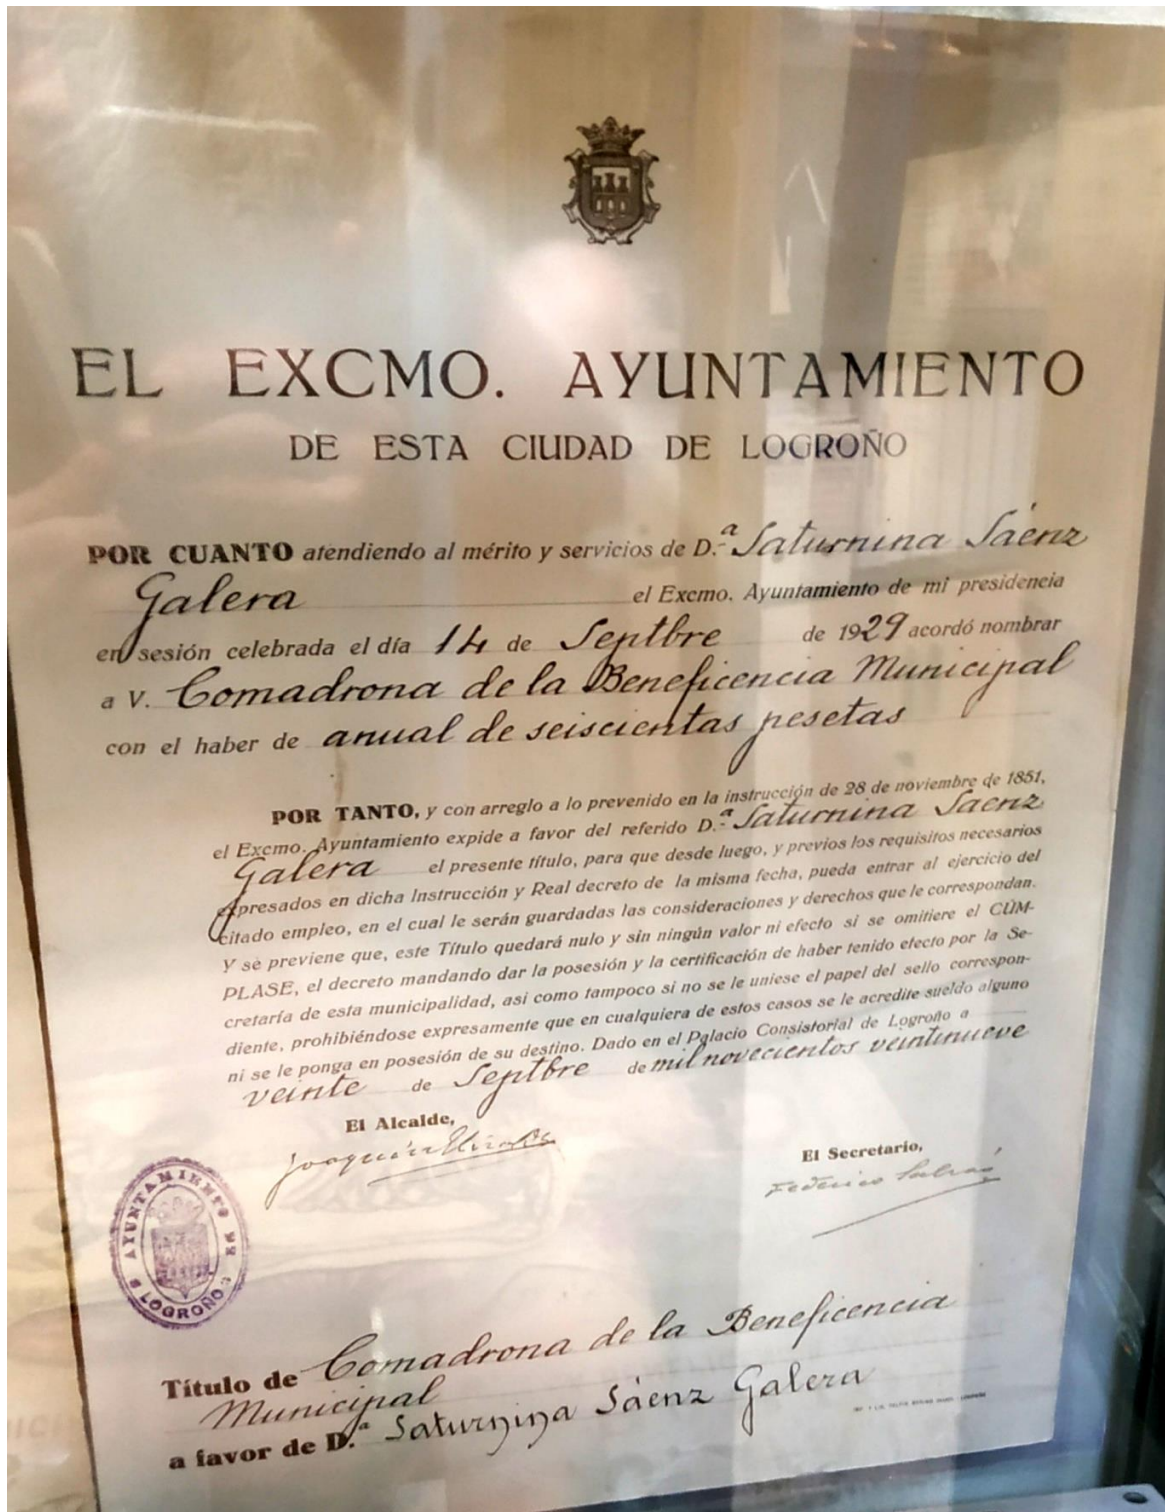 EL EXCMO. AYUNTAMIENTO
DE ESTA CIUDAD DE LOGROÑO
POR CUANTO atendiendo al mérito y servicios de D.ª Saturnina Sáenz
Galera el Excmo. Ayuntamiento de mi presidencia
en sesión celebrada el día 14 de Septbre de 1929 acordó nombrar
a V. Comadrona de la Beneficencia Municipal
con el haber de anual de seiscientas pesetas
POR TANTO, y con arreglo a lo prevenido en la instrucción de 28 de noviembre de 1851,
el Excmo. Ayuntamiento expide a favor del referido D.ª Saturnina Saenz
Galera el presente título, para que desde luego, y previos los requisitos necesarios
expresados en dicha Instrucción y Real decreto de la misma fecha, pueda entrar al ejercicio del
citado empleo, en el cual le serán guardadas las consideraciones y derechos que le correspondan.
Y se previene que, este Título quedará nulo y sin ningún valor ni efecto si se omitiere el CÚM-
PLASE, el decreto mandando dar la posesión y la certificación de haber tenido efecto por la Se-
cretaría de esta municipalidad, así como tampoco si no se le uniese el papel del sello correspon-
diente, prohibiéndose expresamente que en cualquiera de estos casos se le acredite sueldo alguno
ni se le ponga en posesión de su destino. Dado en el Palacio Consistorial de Logroño a
veinte de Septbre de mil novecientos veintinueve
El Alcalde,
Joaquín
El Secretario,
Federico
AYUNTAMIENTO DE
LOGROÑO
Título de Comadrona de la Beneficencia
Municipal
a favor de D.ª Saturnina Sáenz Galera